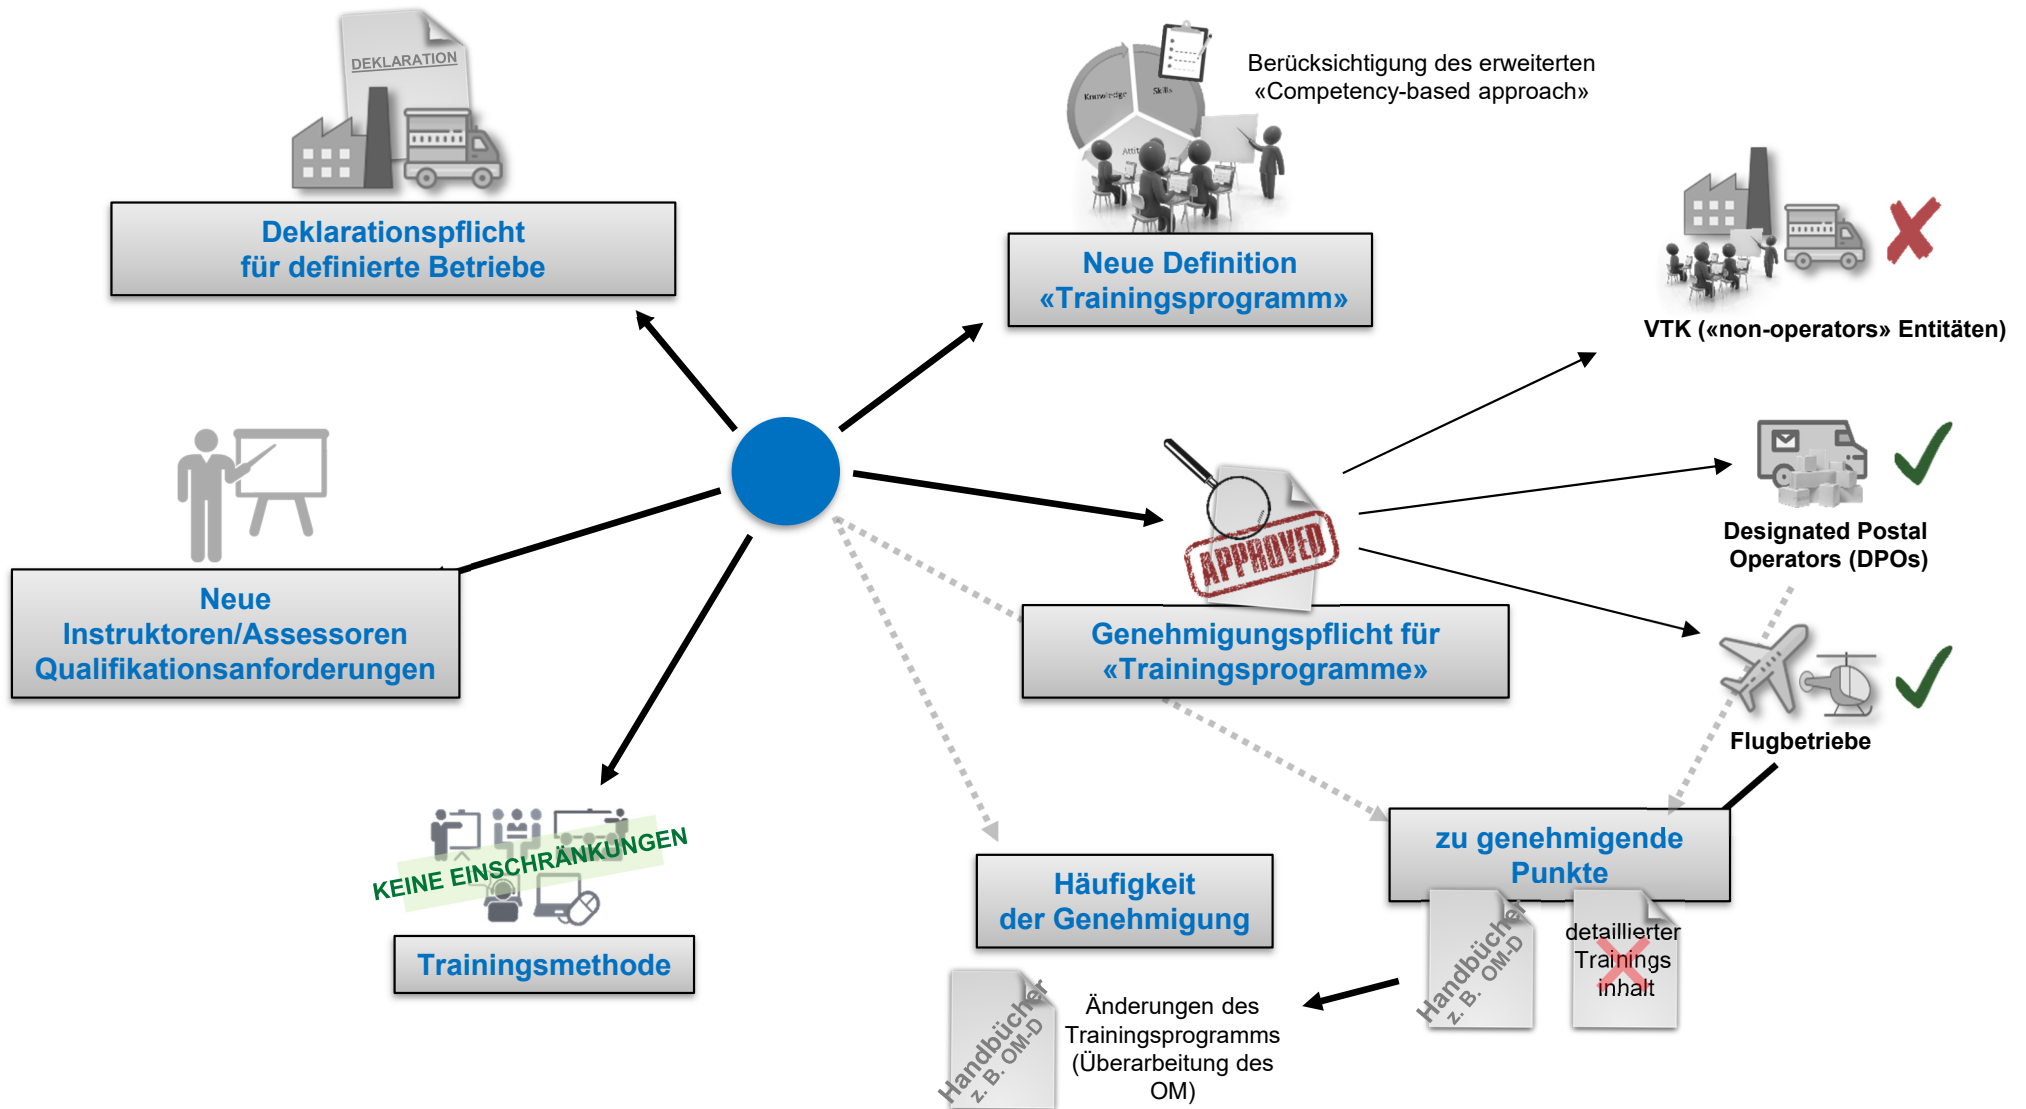 DEKLARATION
Deklarationspflicht
für definierte Betriebe
Knowledge
Skills
Berücksichtigung des erweiterten
«Competency-based approach»
Neue Definition
«Trainingsprogramm»
VTK («non-operators» Entitäten)
Designated Postal
Operators (DPOs)
APPROVED
Genehmigungspflicht für
«Trainingsprogramme»
Flugbetriebe
Neue
Instruktoren/Assessoren
Qualifikationsanforderungen
KEINE EINSCHRÄNKUNGEN
Trainingsmethode
Häufigkeit
der Genehmigung
zu genehmigende
Punkte
Handbücher
z. B. OM-D
detaillierter
Trainings
inhalt
Handbücher
z. B. OM-D
Änderungen des
Trainingsprogramms
(Überarbeitung des
OM)